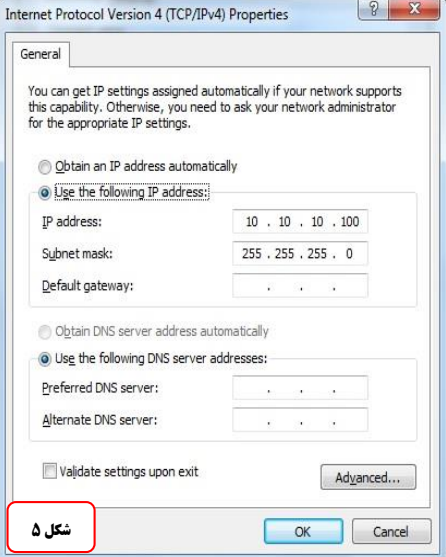 Internet Protocol Version 4 (TCP/IPv4) Properties
General
You can get IP settings assigned automatically if your network supports
this capability. Otherwise, you need to ask your network administrator
for the appropriate IP settings.
Obtain an IP address automatically
Use the following IP address:
IP address: 10 . 10 . 10 . 100
Subnet mask: 255 . 255 . 255 . 0
Default gateway: . . .
Obtain DNS server address automatically
Use the following DNS server addresses:
Preferred DNS server: . . .
Alternate DNS server: . . .
Validate settings upon exit
Advanced...
شکل ۵
OK Cancel